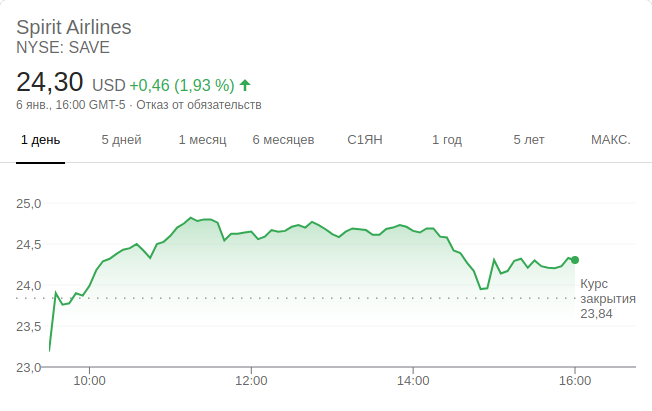 Spirit Airlines
NYSE: SAVE
24,30 USD +0,46 (1,93 %)
6 янв., 16:00 GMT-5 · Отказ от обязательств
1 день 5 дней 1 месяц 6 месяцев С1ЯН 1 год 5 лет МАКС.
25,0
24,5
24,0
23,5
23,0
Курс
закрытия
23,84
10:00 12:00 14:00 16:00